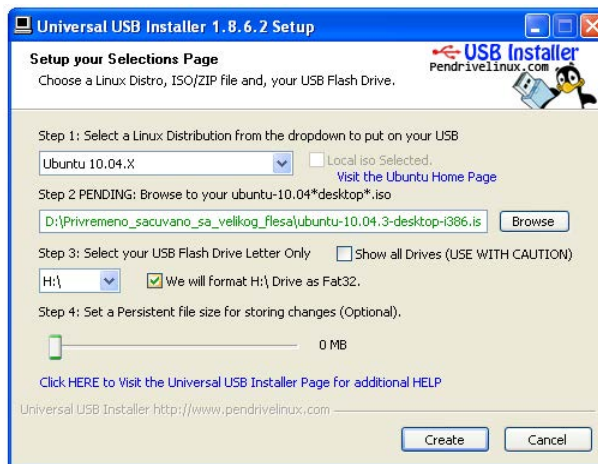 Universal USB Installer 1.8.6.2 Setup
Setup your Selections Page
Choose a Linux Distro, ISO/ZIP file and, your USB Flash Drive.
USB Installer
Pendrivelinux.com
Step 1: Select a Linux Distribution from the dropdown to put on your USB
Ubuntu 10.04.X
Local iso Selected.
Visit the Ubuntu Home Page
Step 2 PENDING: Browse to your ubuntu-10.04*desktop*.iso
D:\Privremeno_sacuvano_sa_velikog_flesa\ubuntu-10.04.3-desktop-i386.is
Browse
Step 3: Select your USB Flash Drive Letter Only
Show all Drives (USE WITH CAUTION)
H:\
We will format H:\ Drive as Fat32.
Step 4: Set a Persistent file size for storing changes (Optional).
0 MB
Click HERE to Visit the Universal USB Installer Page for additional HELP
Universal USB Installer http://www.pendrivelinux.com
Create
Cancel